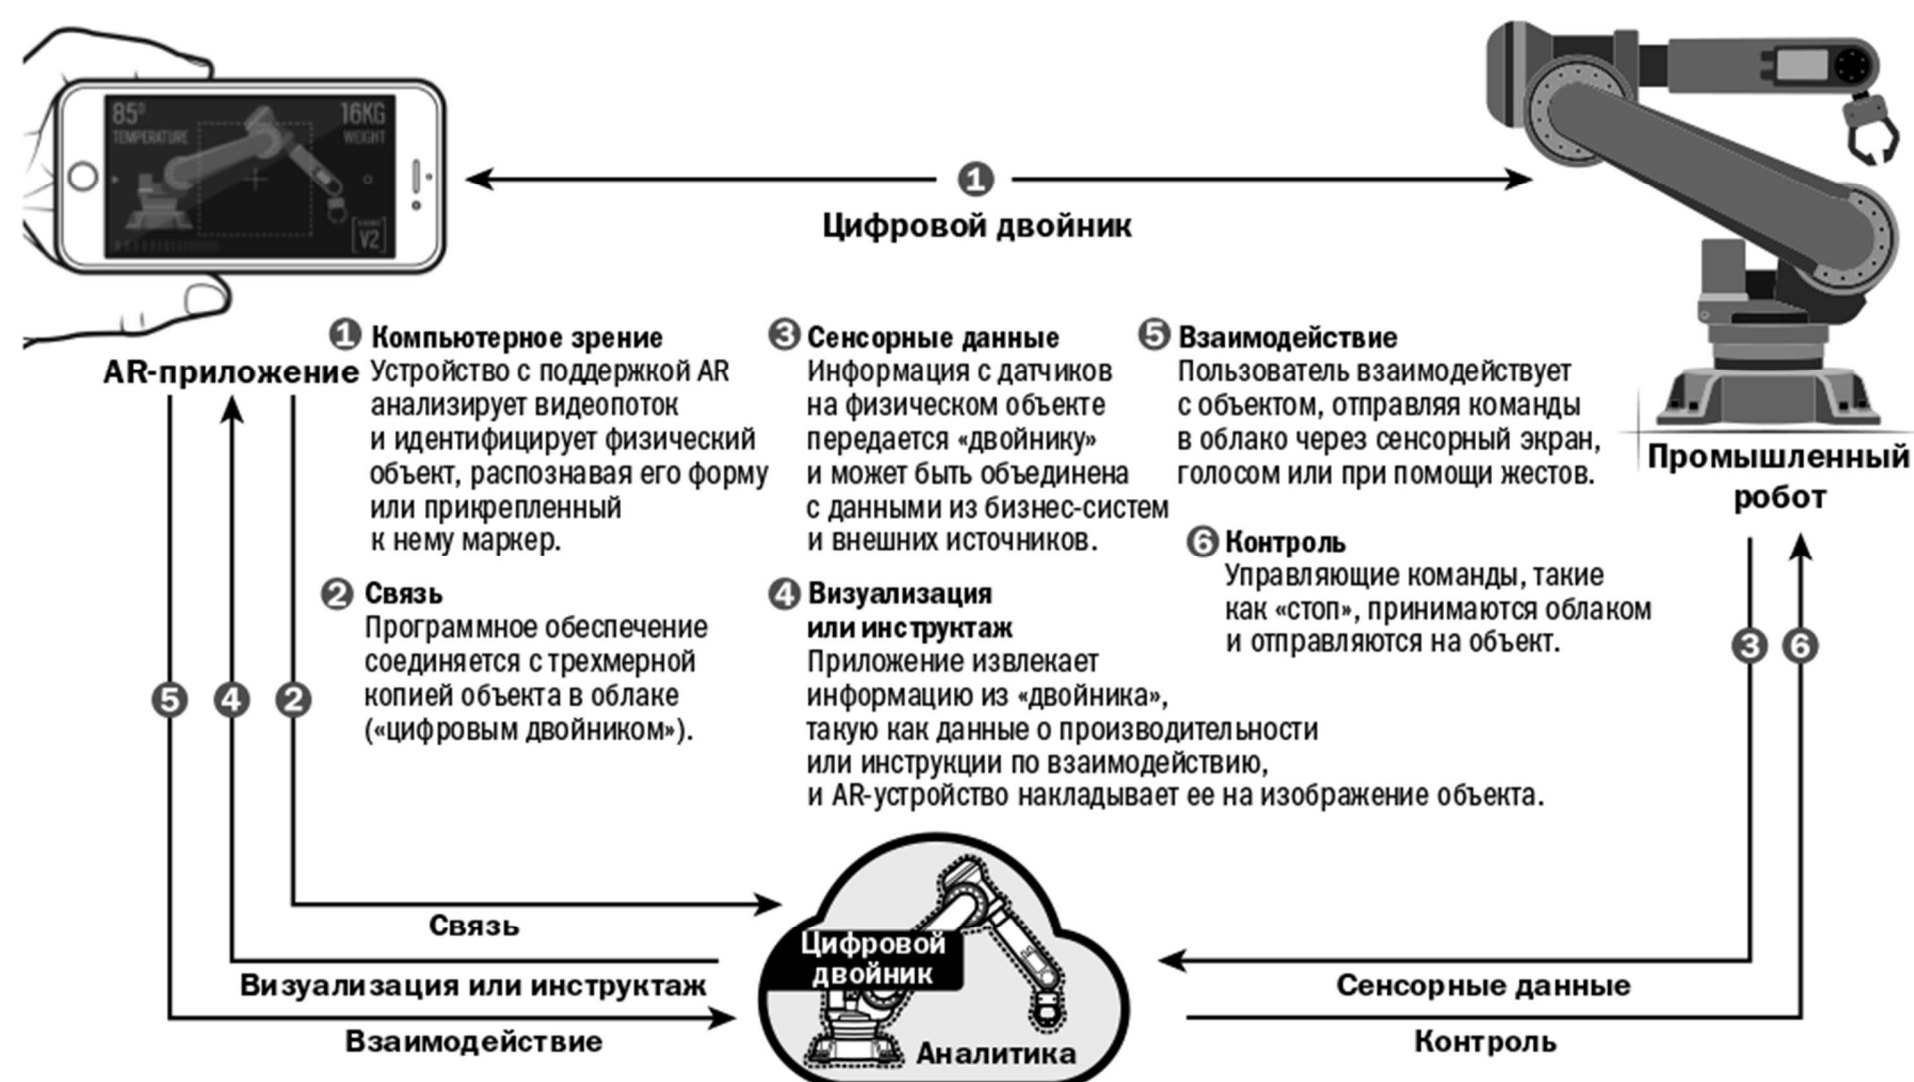 85°
TEMPERATURE
16KG
WEIGHT
V2
1
Цифровой двойник
AR-приложение
Промышленный
робот
1 Компьютерное зрение
Устройство с поддержкой AR
анализирует видеопоток
и идентифицирует физический
объект, распознавая его форму
или прикрепленный
к нему маркер.
2 Связь
Программное обеспечение
соединяется с трехмерной
копией объекта в облаке
(«цифровым двойником»).
3 Сенсорные данные
Информация с датчиков
на физическом объекте
передается «двойнику»
и может быть объединена
с данными из бизнес-систем
и внешних источников.
4 Визуализация
или инструктаж
Приложение извлекает
информацию из «двойника»,
такую как данные о производительности
или инструкции по взаимодействию,
и AR-устройство накладывает ее на изображение объекта.
5 Взаимодействие
Пользователь взаимодействует
с объектом, отправляя команды
в облако через сенсорный экран,
голосом или при помощи жестов.
6 Контроль
Управляющие команды, такие
как «стоп», принимаются облаком
и отправляются на объект.
5 4 2
3 6
Связь
Визуализация или инструктаж
Взаимодействие
Цифровой
двойник
Аналитика
Сенсорные данные
Контроль